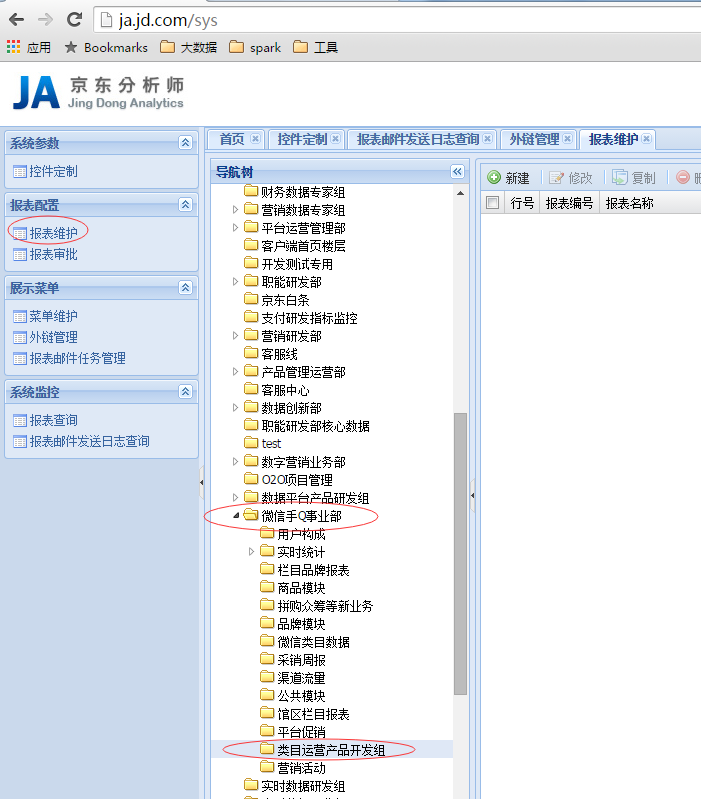 ja.jd.com/sys
应用 Bookmarks 大数据 spark 工具
JA 京东分析师
Jing Dong Analytics
系统参数
控件定制
报表配置
报表维护
报表审批
展示菜单
菜单维护
外链管理
报表邮件任务管理
系统监控
报表查询
报表邮件发送日志查询
首页 控件定制 报表邮件发送日志查询 外链管理 报表维护
导航树
财务数据专家组
营销数据专家组
平台运营管理部
客户端首页楼层
开发测试专用
职能研发部
京东白条
支付研发指标监控
营销研发部
客服线
产品管理运营部
客服中心
数据创新部
职能研发部核心数据
test
数字营销业务部
O2O项目管理
数据平台产品研发组
微信手Q事业部
用户构成
实时统计
栏目品牌报表
商品模块
拼购众筹等新业务
品牌模块
微信类目数据
采销周报
渠道流量
公共模块
馆区栏目报表
平台促销
类目运营产品开发组
营销活动
实时数据研发组
新建 修改 复制
行号 报表编号 报表名称